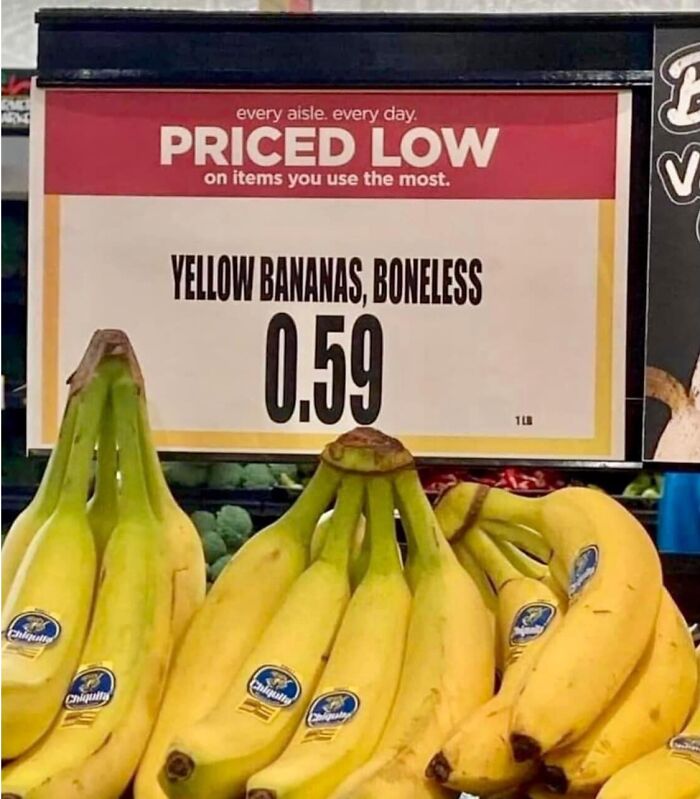 every aisle. every day.
PRICED LOW
on items you use the most.
YELLOW BANANAS, BONELESS
0.59
1 LB
Chiquita
Chiquita
Chiquita
Chiquita
Chiquita